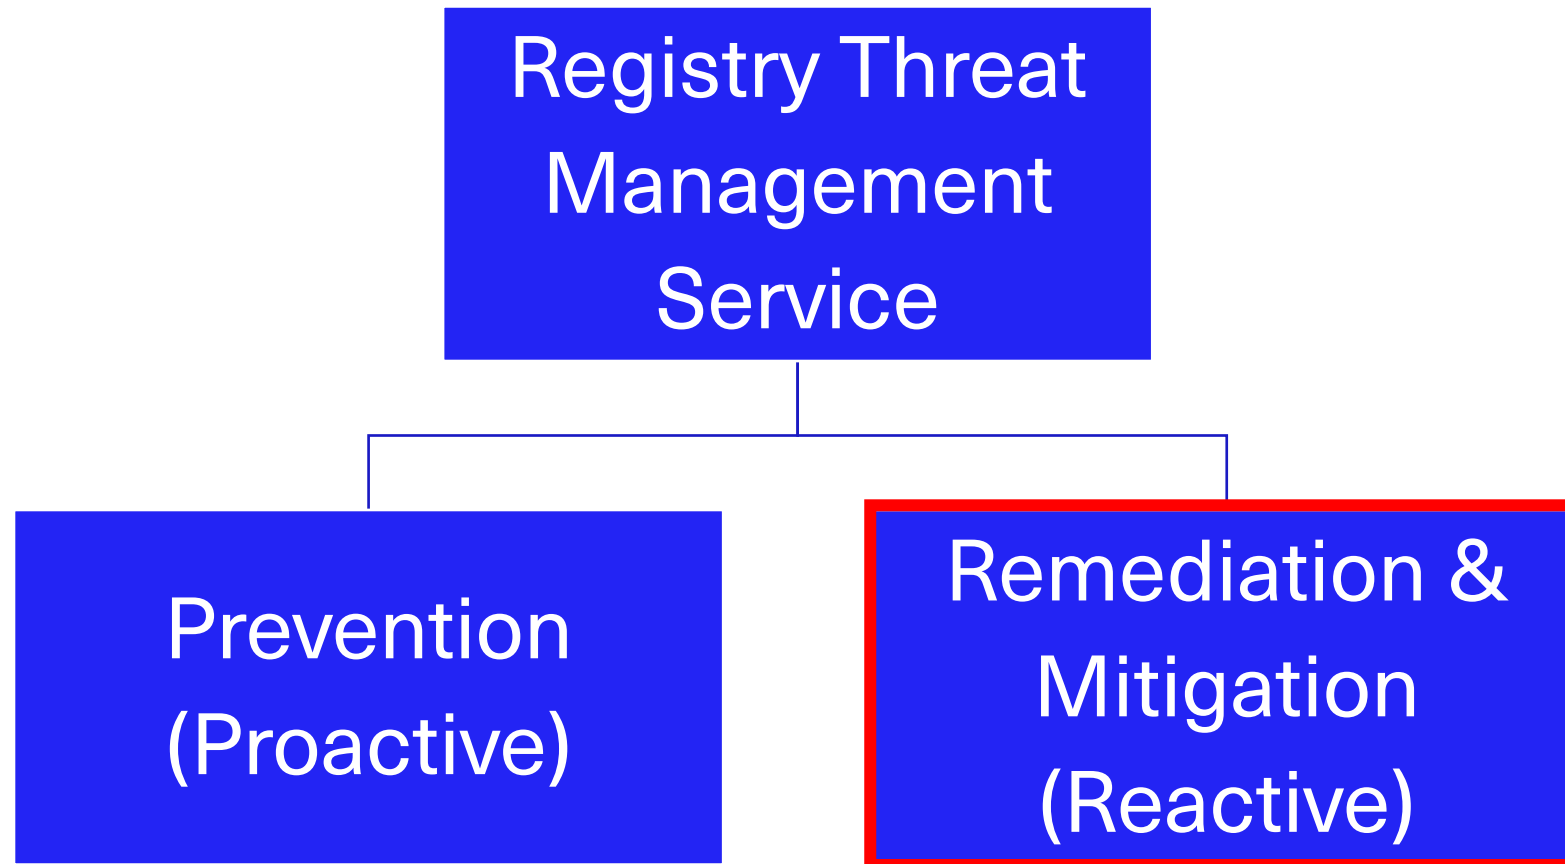 Registry Threat
Management
Service
Prevention
(Proactive)
Remediation &
Mitigation
(Reactive)